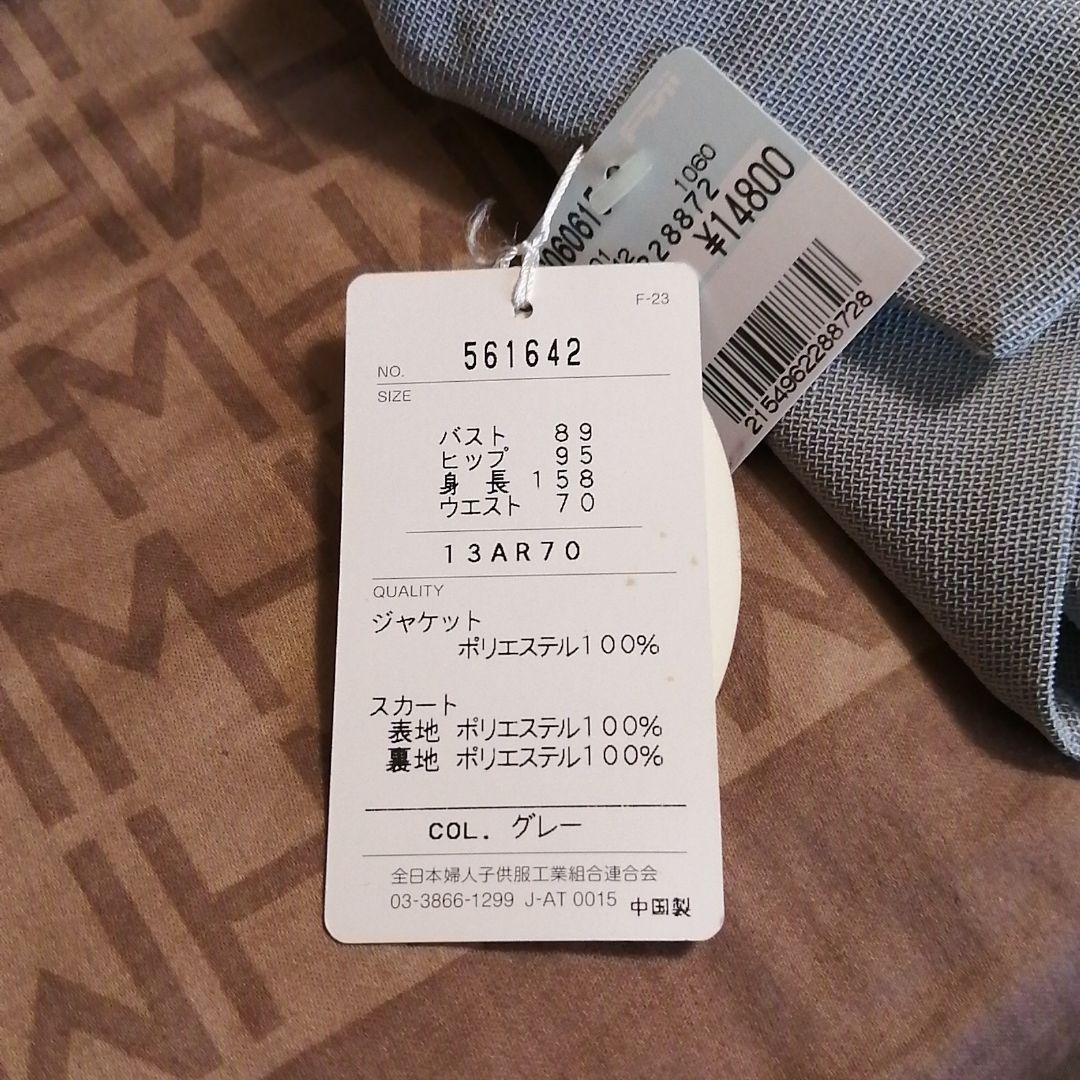 F-23
NO. 561642
SIZE
バスト 89
ヒップ 95
身長 158
ウエスト 70
13AR70
QUALITY
ジャケット
ポリエステル100%
スカート
表地 ポリエステル100%
裏地 ポリエステル100%
COL. グレー
全日本婦人子供服工業組合連合会
03-3866-1299 J-AT 0015 中国製
1060
¥14800
2154962288728